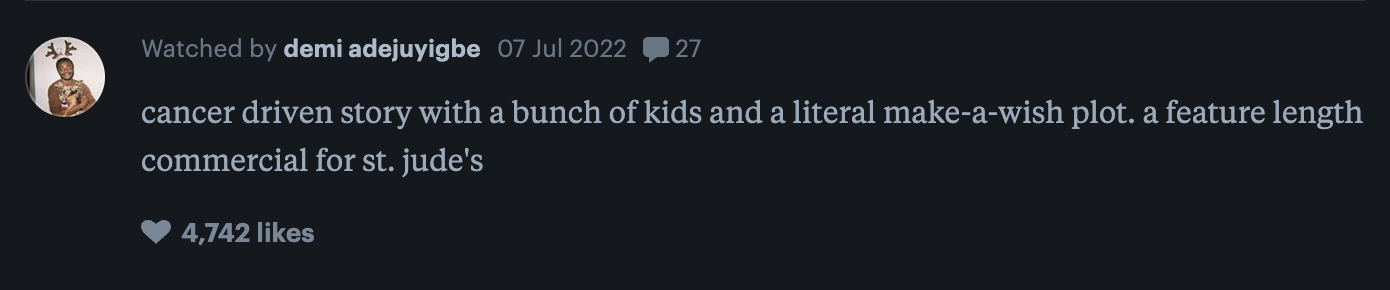 Watched by demi adejuyigbe 07 Jul 2022 27
cancer driven story with a bunch of kids and a literal make-a-wish plot. a feature length
commercial for st. jude's
4,742 likes